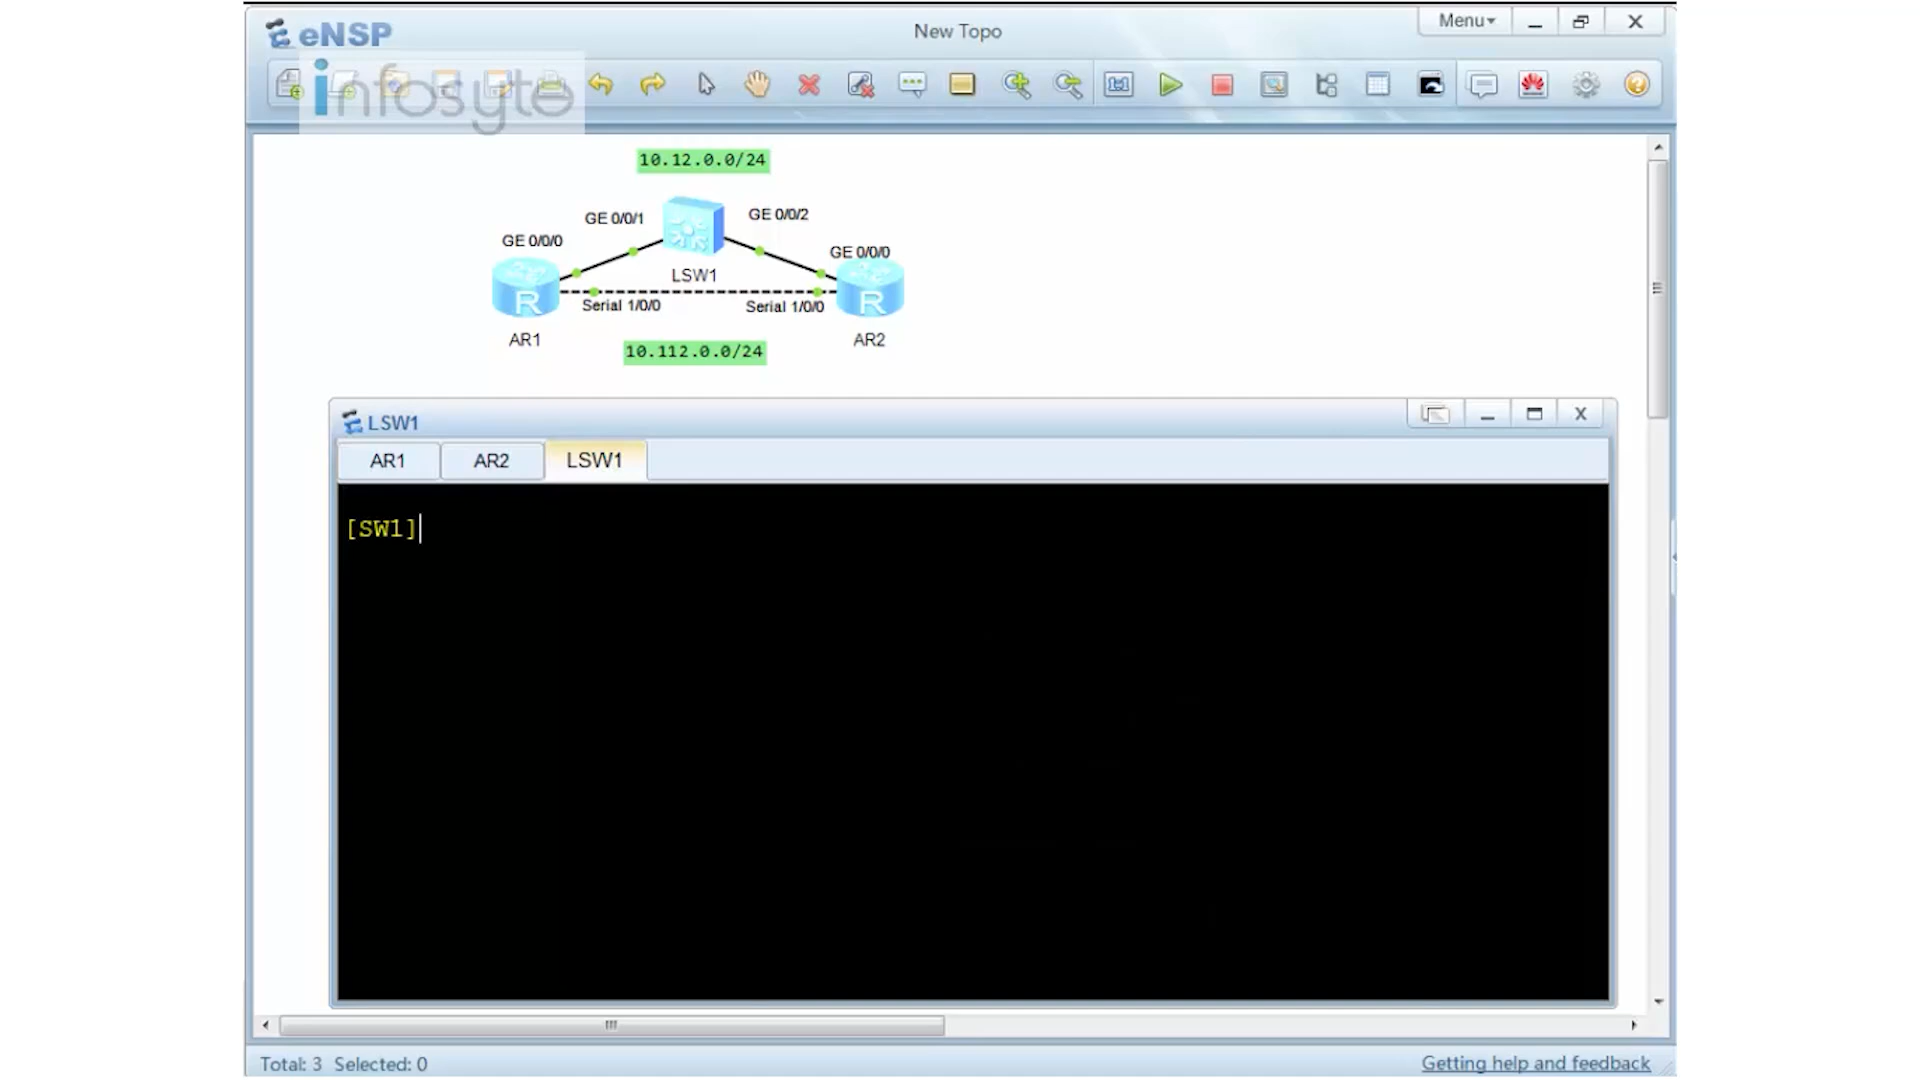 eNSP
New Topo
Menu
infosyte
10.12.0.0/24
GE 0/0/1
GE 0/0/2
GE 0/0/0
GE 0/0/0
LSW1
Serial 1/0/0
Serial 1/0/0
R
R
AR1
AR2
10.112.0.0/24
LSW1
AR1
AR2
LSW1
[SW1]
Total: 3 Selected: 0
Getting help and feedback